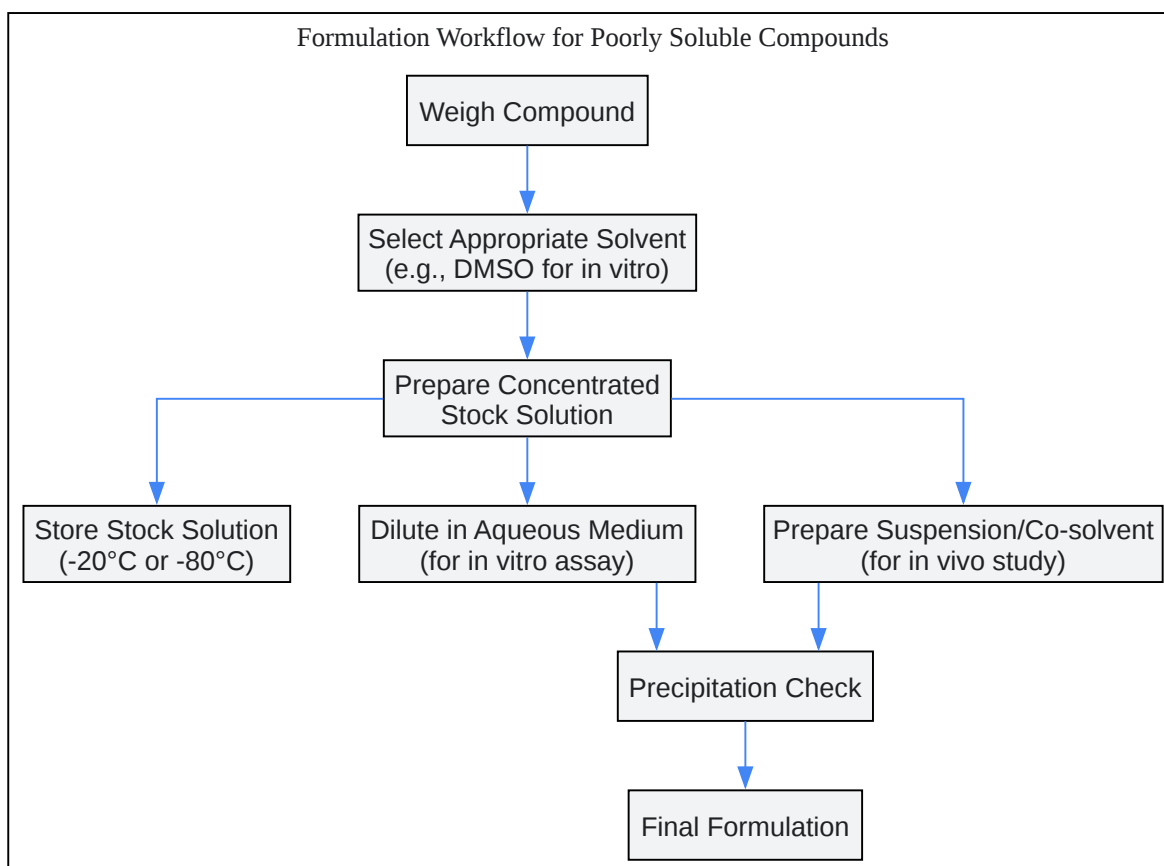 Formulation Workflow for Poorly Soluble Compounds
Weigh Compound
Select Appropriate Solvent
(e.g., DMSO for in vitro)
Prepare Concentrated
Stock Solution
Store Stock Solution
(-20°C or -80°C)
Dilute in Aqueous Medium
(for in vitro assay)
Prepare Suspension/Co-solvent
(for in vivo study)
Precipitation Check
Final Formulation